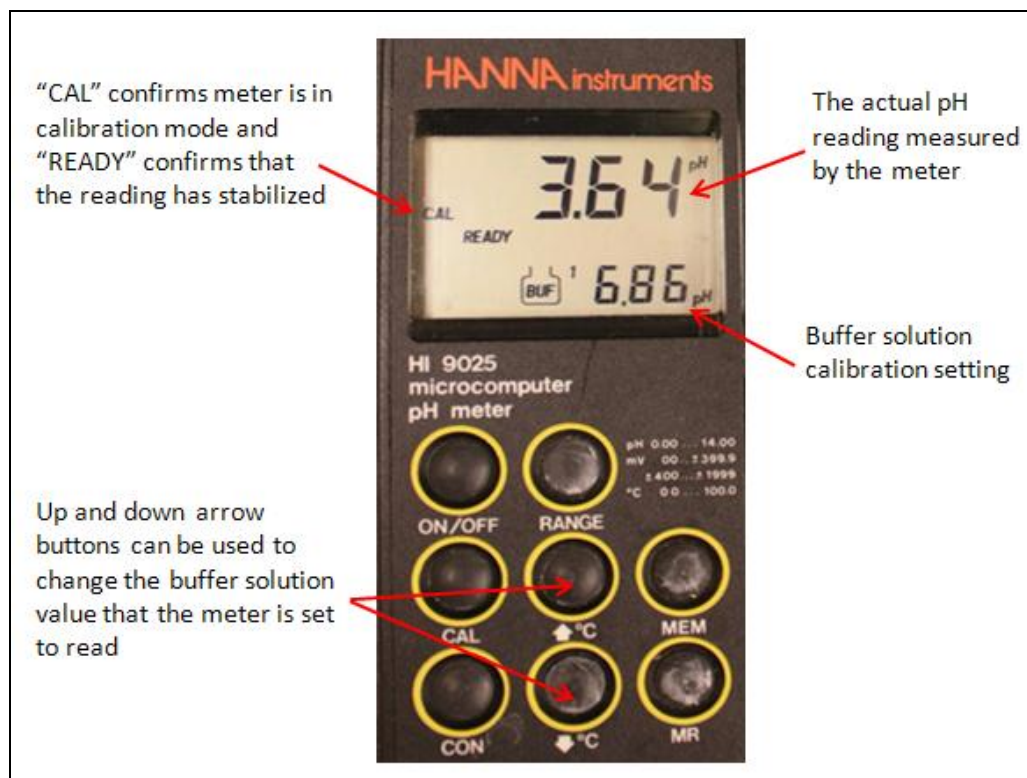 “CAL” confirms meter is in
calibration mode and
“READY” confirms that
the reading has stabilized
HANNA instruments
3.64 pH
CAL
READY
BUF 1 6.86 pH
The actual pH
reading measured
by the meter
Buffer solution
calibration setting
HI 9025
microcomputer
pH meter
pH 0.00 ... 14.00
mV 00..±399.9
±400...±1999
°C 00...100.0
ON/OFF RANGE
Up and down arrow
buttons can be used to
change the buffer solution
value that the meter is set
to read
CAL ⬆°C MEM
CON ⬇°C MR